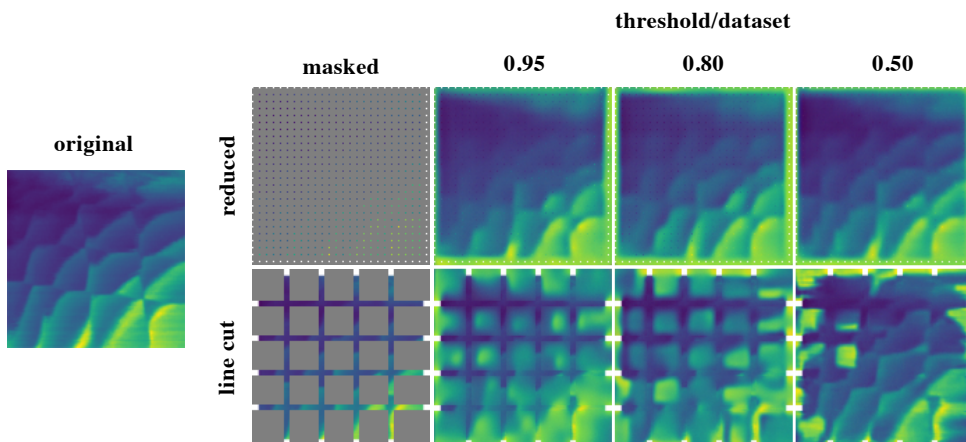 threshold/dataset
masked 0.95 0.80 0.50
original
reduced
line cut